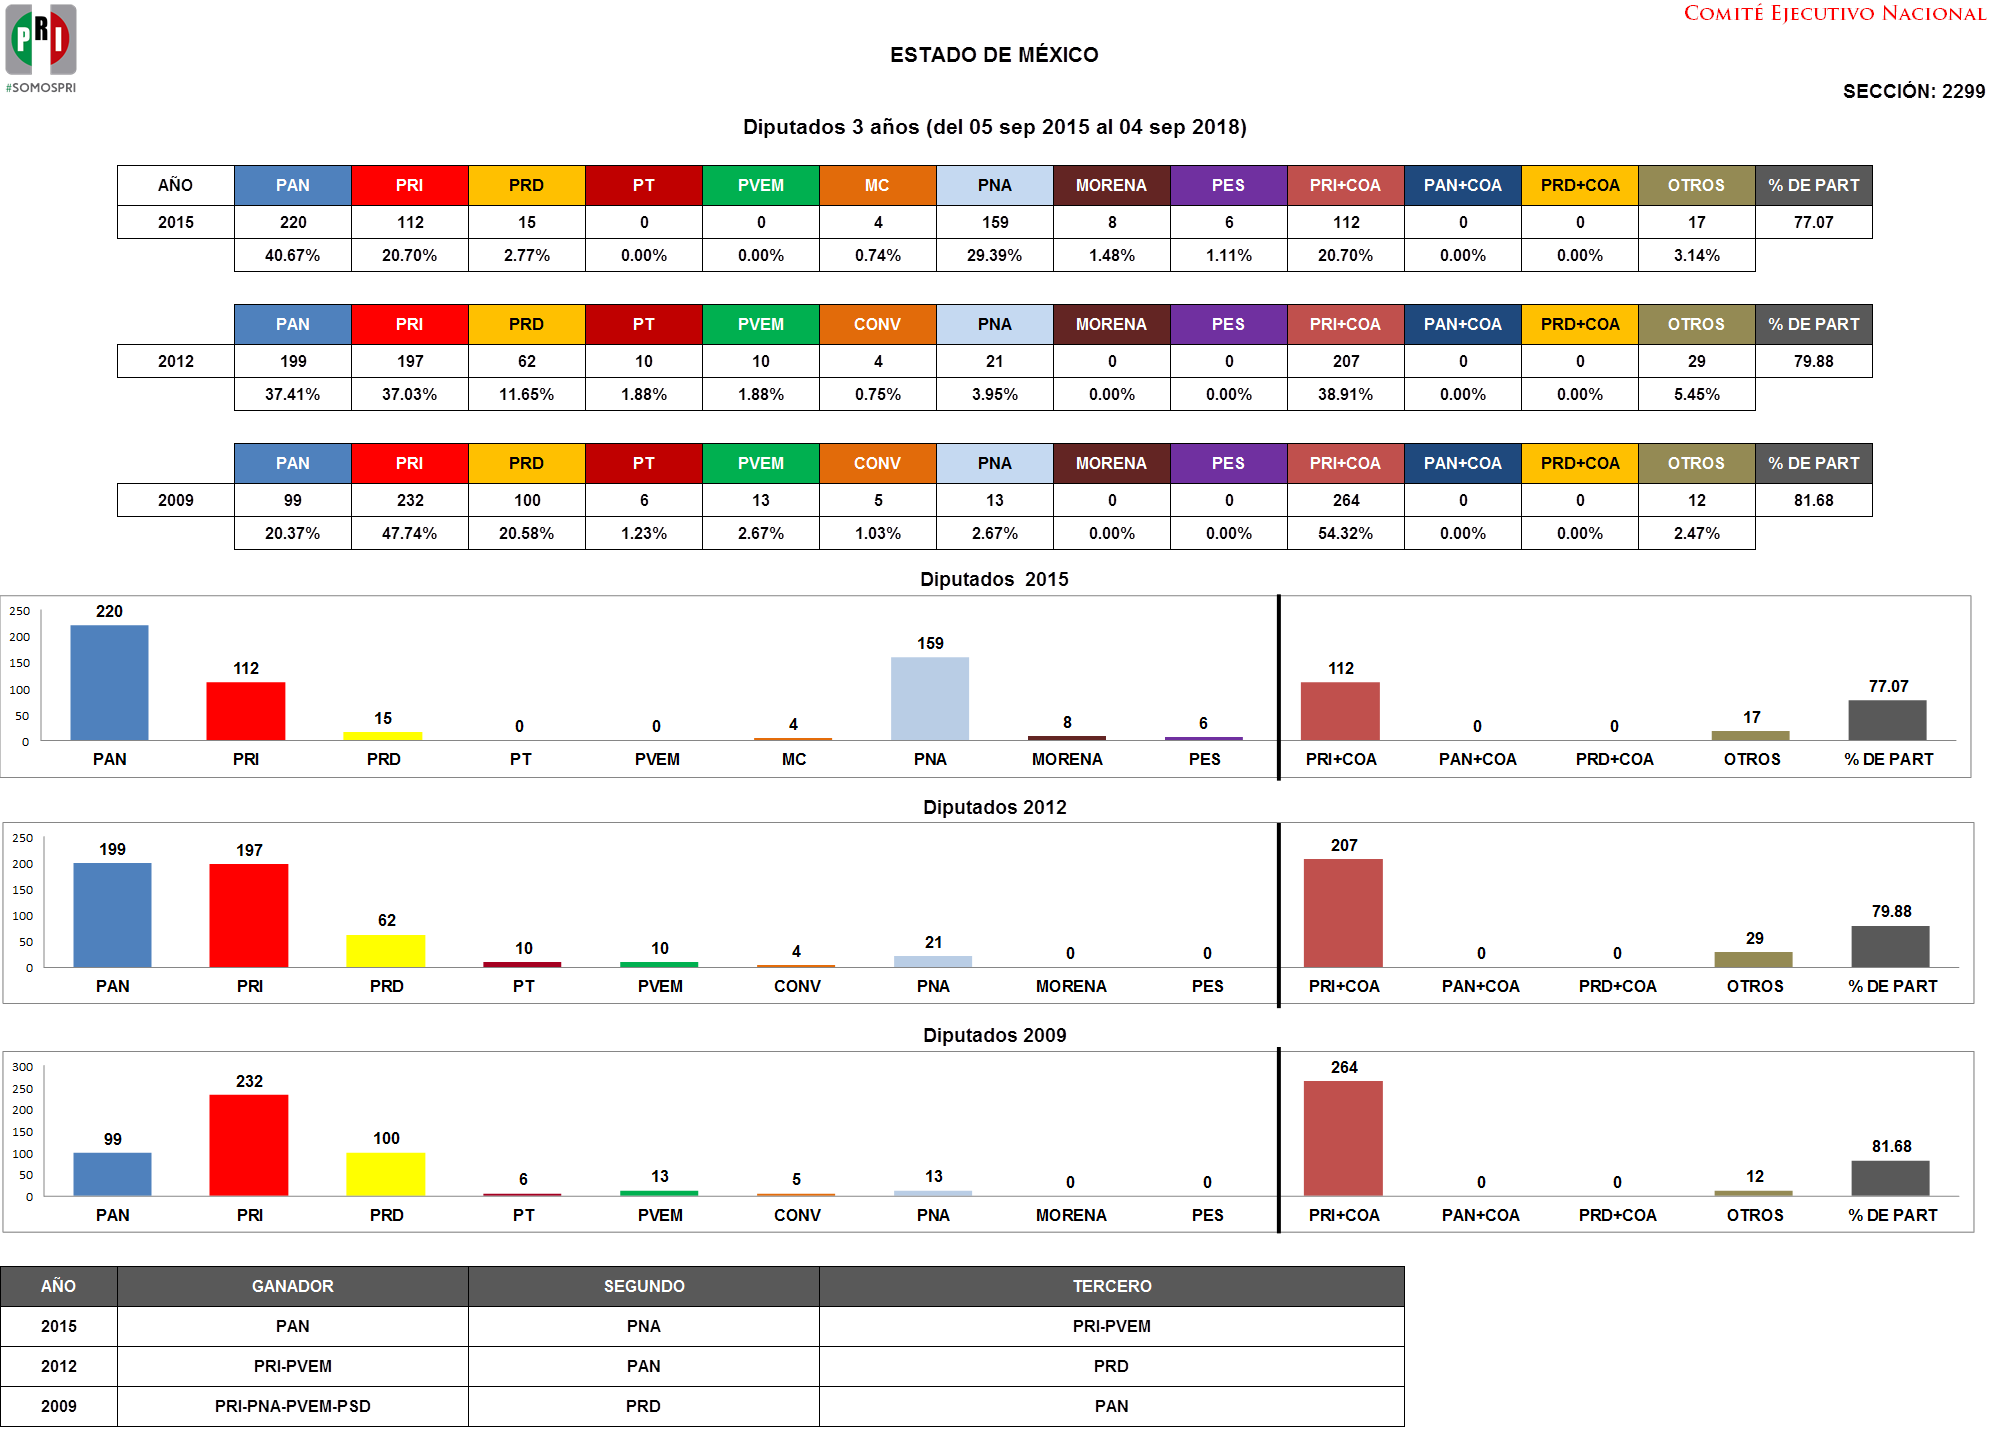 PRI
#SOMOSPRI
COMITÉ EJECUTIVO NACIONAL
ESTADO DE MÉXICO
SECCIÓN: 2299
Diputados 3 años (del 05 sep 2015 al 04 sep 2018)
AÑO PAN PRI PRD PT PVEM MC PNA MORENA PES PRI+COA PAN+COA PRD+COA OTROS % DE PART
2015 220 112 15 0 0 4 159 8 6 112 0 0 17 77.07
40.67% 20.70% 2.77% 0.00% 0.00% 0.74% 29.39% 1.48% 1.11% 20.70% 0.00% 0.00% 3.14%
PAN PRI PRD PT PVEM CONV PNA MORENA PES PRI+COA PAN+COA PRD+COA OTROS % DE PART
2012 199 197 62 10 10 4 21 0 0 207 0 0 29 79.88
37.41% 37.03% 11.65% 1.88% 1.88% 0.75% 3.95% 0.00% 0.00% 38.91% 0.00% 0.00% 5.45%
PAN PRI PRD PT PVEM CONV PNA MORENA PES PRI+COA PAN+COA PRD+COA OTROS % DE PART
2009 99 232 100 6 13 5 13 0 0 264 0 0 12 81.68
20.37% 47.74% 20.58% 1.23% 2.67% 1.03% 2.67% 0.00% 0.00% 54.32% 0.00% 0.00% 2.47%
Diputados 2015
250
200
150
100
50
0
220 112 15 0 0 4 159 8 6 112 0 0 17 77.07
PAN PRI PRD PT PVEM MC PNA MORENA PES PRI+COA PAN+COA PRD+COA OTROS % DE PART
Diputados 2012
250
200
150
100
50
0
199 197 62 10 10 4 21 0 0 207 0 0 29 79.88
PAN PRI PRD PT PVEM CONV PNA MORENA PES PRI+COA PAN+COA PRD+COA OTROS % DE PART
Diputados 2009
300
250
200
150
100
50
0
99 232 100 6 13 5 13 0 0 264 0 0 12 81.68
PAN PRI PRD PT PVEM CONV PNA MORENA PES PRI+COA PAN+COA PRD+COA OTROS % DE PART
AÑO GANADOR SEGUNDO TERCERO
2015 PAN PNA PRI-PVEM
2012 PRI-PVEM PAN PRD
2009 PRI-PNA-PVEM-PSD PRD PAN